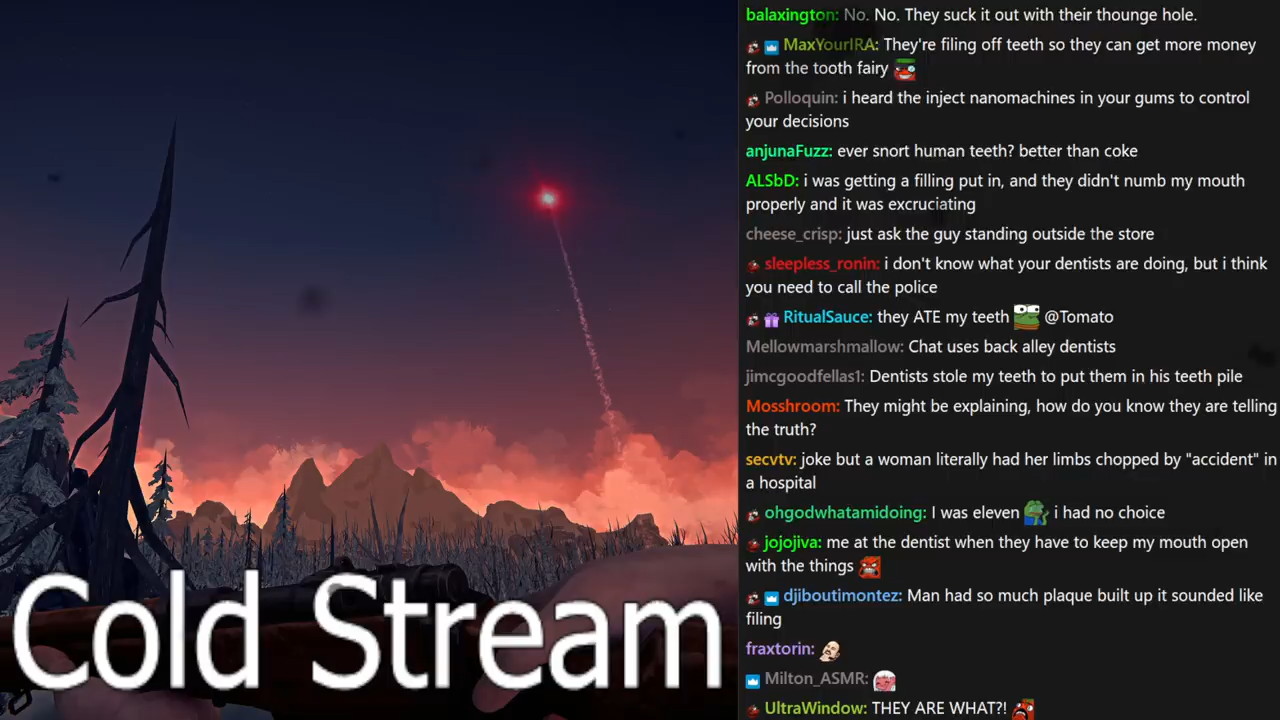 balaxington: No. No. They suck it out with their thounge hole.
MaxYourIRA: They're filing off teeth so they can get more money
from the tooth fairy
Polloquin: i heard the inject nanomachines in your gums to control
your decisions
anjunaFuzz: ever snort human teeth? better than coke
ALSbD: i was getting a filling put in, and they didn't numb my mouth
properly and it was excruciating
cheese_crisp: just ask the guy standing outside the store
sleepless_ronin: i don't know what your dentists are doing, but i think
you need to call the police
RitualSauce: they ATE my teeth @Tomato
Mellowmarshmallow: Chat uses back alley dentists
jimcgoodfellas1: Dentists stole my teeth to put them in his teeth pile
Mosshroom: They might be explaining, how do you know they are telling
the truth?
secvtv: joke but a woman literally had her limbs chopped by "accident" in
a hospital
ohgodwhatamidoing: I was eleven i had no choice
jojojiva: me at the dentist when they have to keep my mouth open
with the things
djiboutimontez: Man had so much plaque built up it sounded like
filing
fraxtorin:
Milton_ASMR:
UltraWindow: THEY ARE WHAT?!
Cold Stream